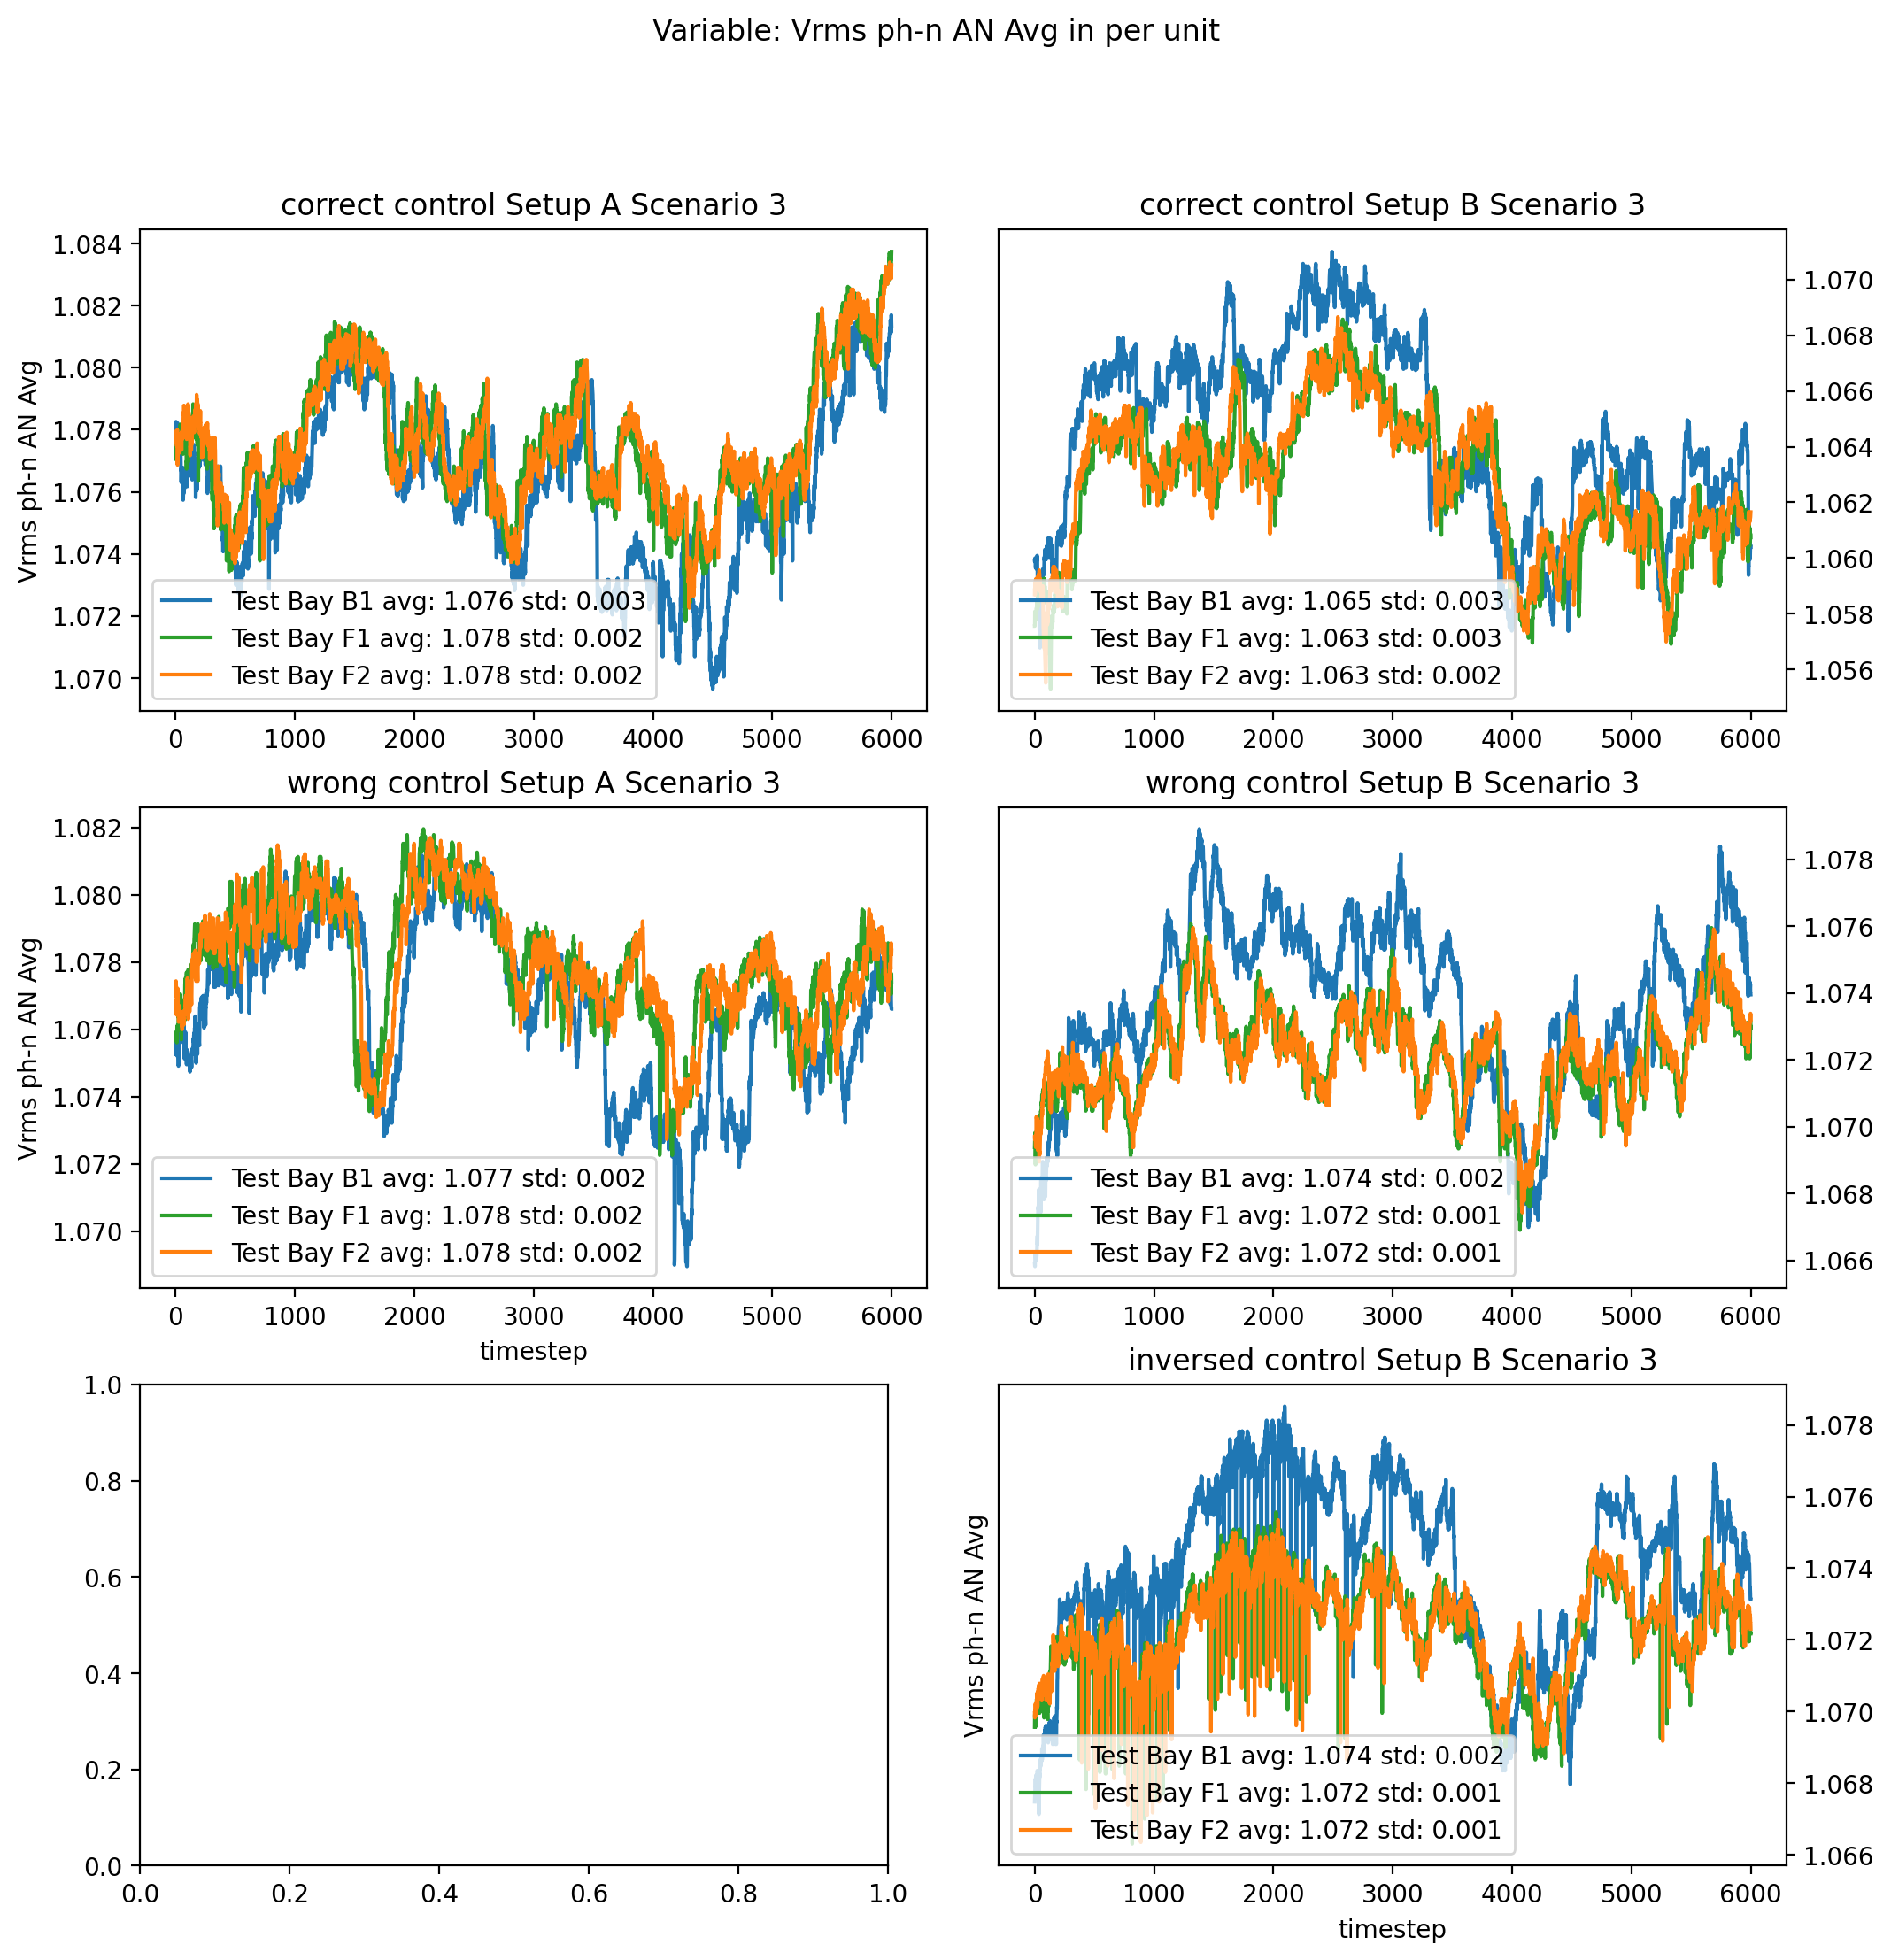 Variable: Vrms ph-n AN Avg in per unit
correct control Setup A Scenario 3
1.084
1.082
1.080
1.078
1.076
1.074
1.072
1.070
Vrms ph-n AN Avg
Test Bay B1 avg: 1.076 std: 0.003
Test Bay F1 avg: 1.078 std: 0.002
Test Bay F2 avg: 1.078 std: 0.002
0 1000 2000 3000 4000 5000 6000
correct control Setup B Scenario 3
1.070
1.068
1.066
1.064
1.062
1.060
1.058
1.056
Test Bay B1 avg: 1.065 std: 0.003
Test Bay F1 avg: 1.063 std: 0.003
Test Bay F2 avg: 1.063 std: 0.002
0 1000 2000 3000 4000 5000 6000
wrong control Setup A Scenario 3
1.082
1.080
1.078
1.076
1.074
1.072
1.070
Vrms ph-n AN Avg
Test Bay B1 avg: 1.077 std: 0.002
Test Bay F1 avg: 1.078 std: 0.002
Test Bay F2 avg: 1.078 std: 0.002
0 1000 2000 3000 4000 5000 6000
timestep
wrong control Setup B Scenario 3
1.078
1.076
1.074
1.072
1.070
1.068
1.066
Test Bay B1 avg: 1.074 std: 0.002
Test Bay F1 avg: 1.072 std: 0.001
Test Bay F2 avg: 1.072 std: 0.001
0 1000 2000 3000 4000 5000 6000
1.0
0.8
0.6
0.4
0.2
0.0
0.0 0.2 0.4 0.6 0.8 1.0
inversed control Setup B Scenario 3
Vrms ph-n AN Avg
1.078
1.076
1.074
1.072
1.070
1.068
1.066
Test Bay B1 avg: 1.074 std: 0.002
Test Bay F1 avg: 1.072 std: 0.001
Test Bay F2 avg: 1.072 std: 0.001
0 1000 2000 3000 4000 5000 6000
timestep